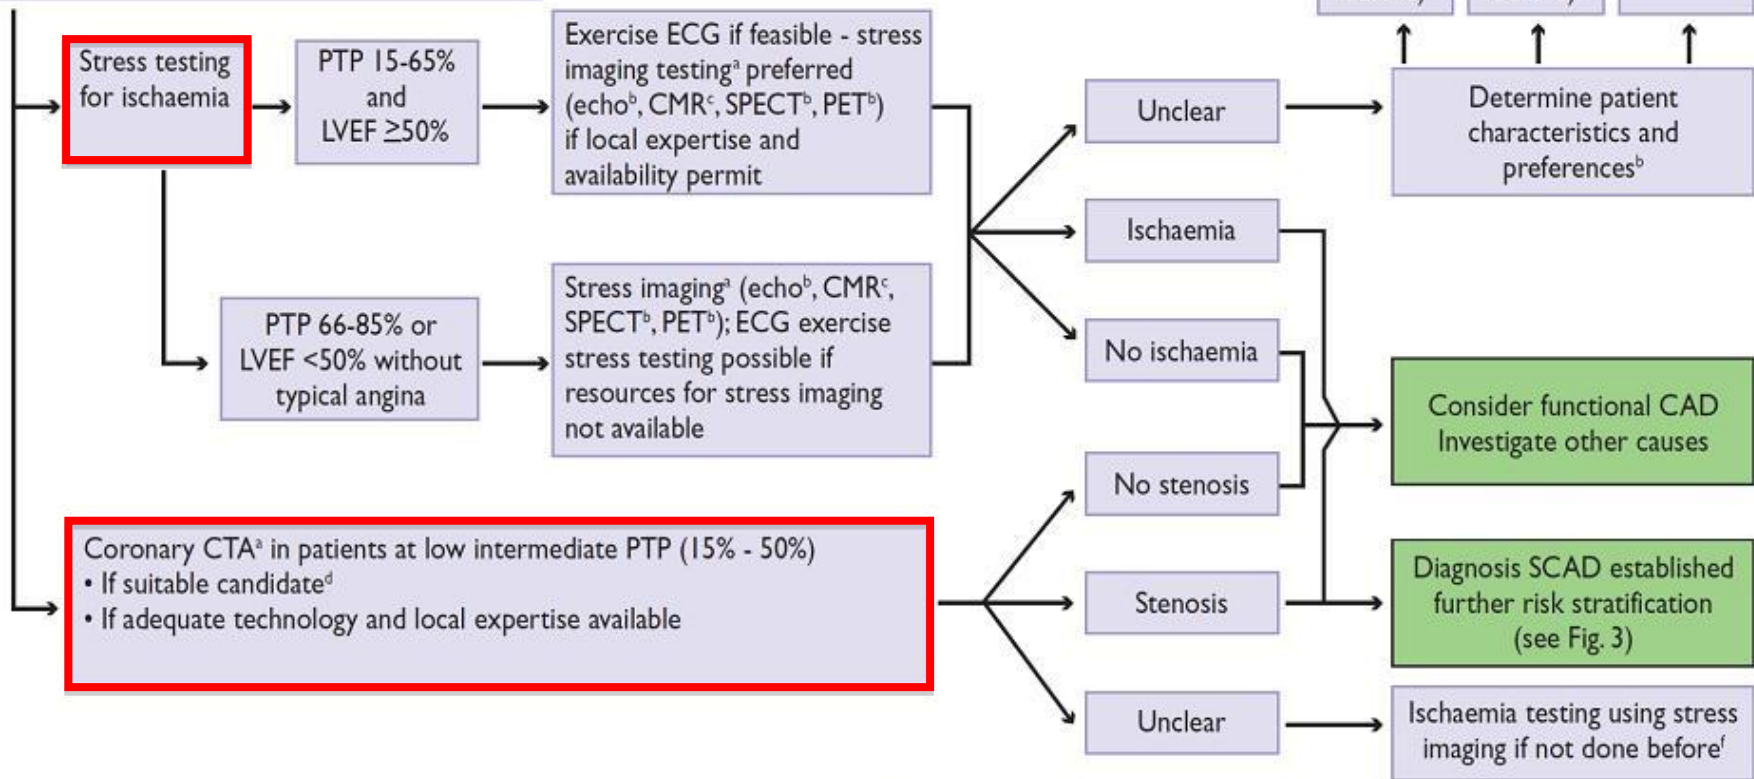 Stress testing
for ischaemia
PTP 15-65%
and
LVEF ≥50%
Exercise ECG if feasible - stress
imaging testingᵃ preferred
(echoᵇ, CMRᶜ, SPECTᵇ, PETᵇ)
if local expertise and
availability permit
PTP 66-85% or
LVEF <50% without
typical angina
Stress imagingᵃ (echoᵇ, CMRᶜ,
SPECTᵇ, PETᵇ); ECG exercise
stress testing possible if
resources for stress imaging
not available
Unclear
Determine patient
characteristics and
preferencesᵇ
Ischaemia
No ischaemia
Consider functional CAD
Investigate other causes
No stenosis
Coronary CTAᵃ in patients at low intermediate PTP (15% - 50%)
• If suitable candidateᵈ
• If adequate technology and local expertise available
Stenosis
Diagnosis SCAD established
further risk stratification
(see Fig. 3)
Unclear
Ischaemia testing using stress
imaging if not done beforeᶠ